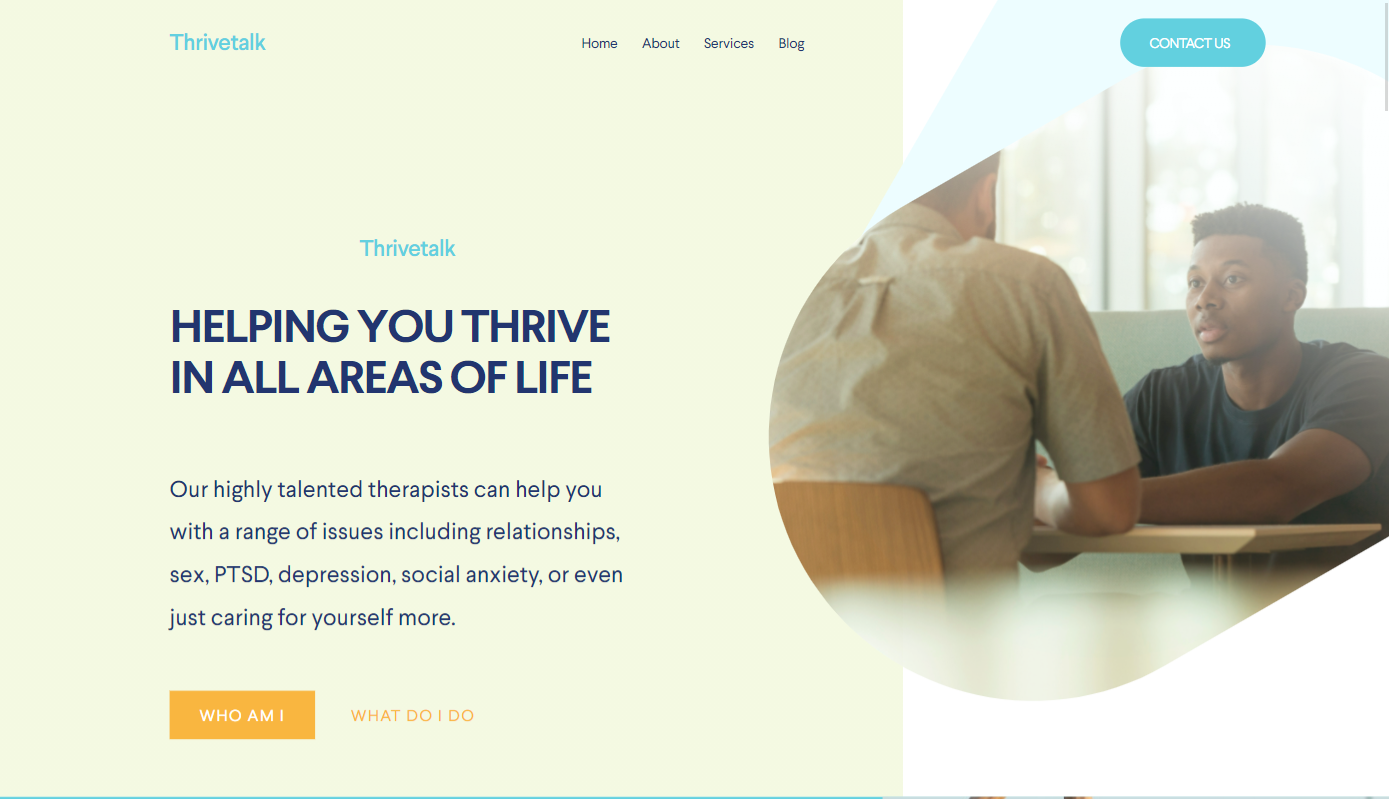 Thrivetalk
Home About Services Blog
CONTACT US
Thrivetalk
HELPING YOU THRIVE
IN ALL AREAS OF LIFE
Our highly talented therapists can help you
with a range of issues including relationships,
sex, PTSD, depression, social anxiety, or even
just caring for yourself more.
WHO AM I
WHAT DO I DO